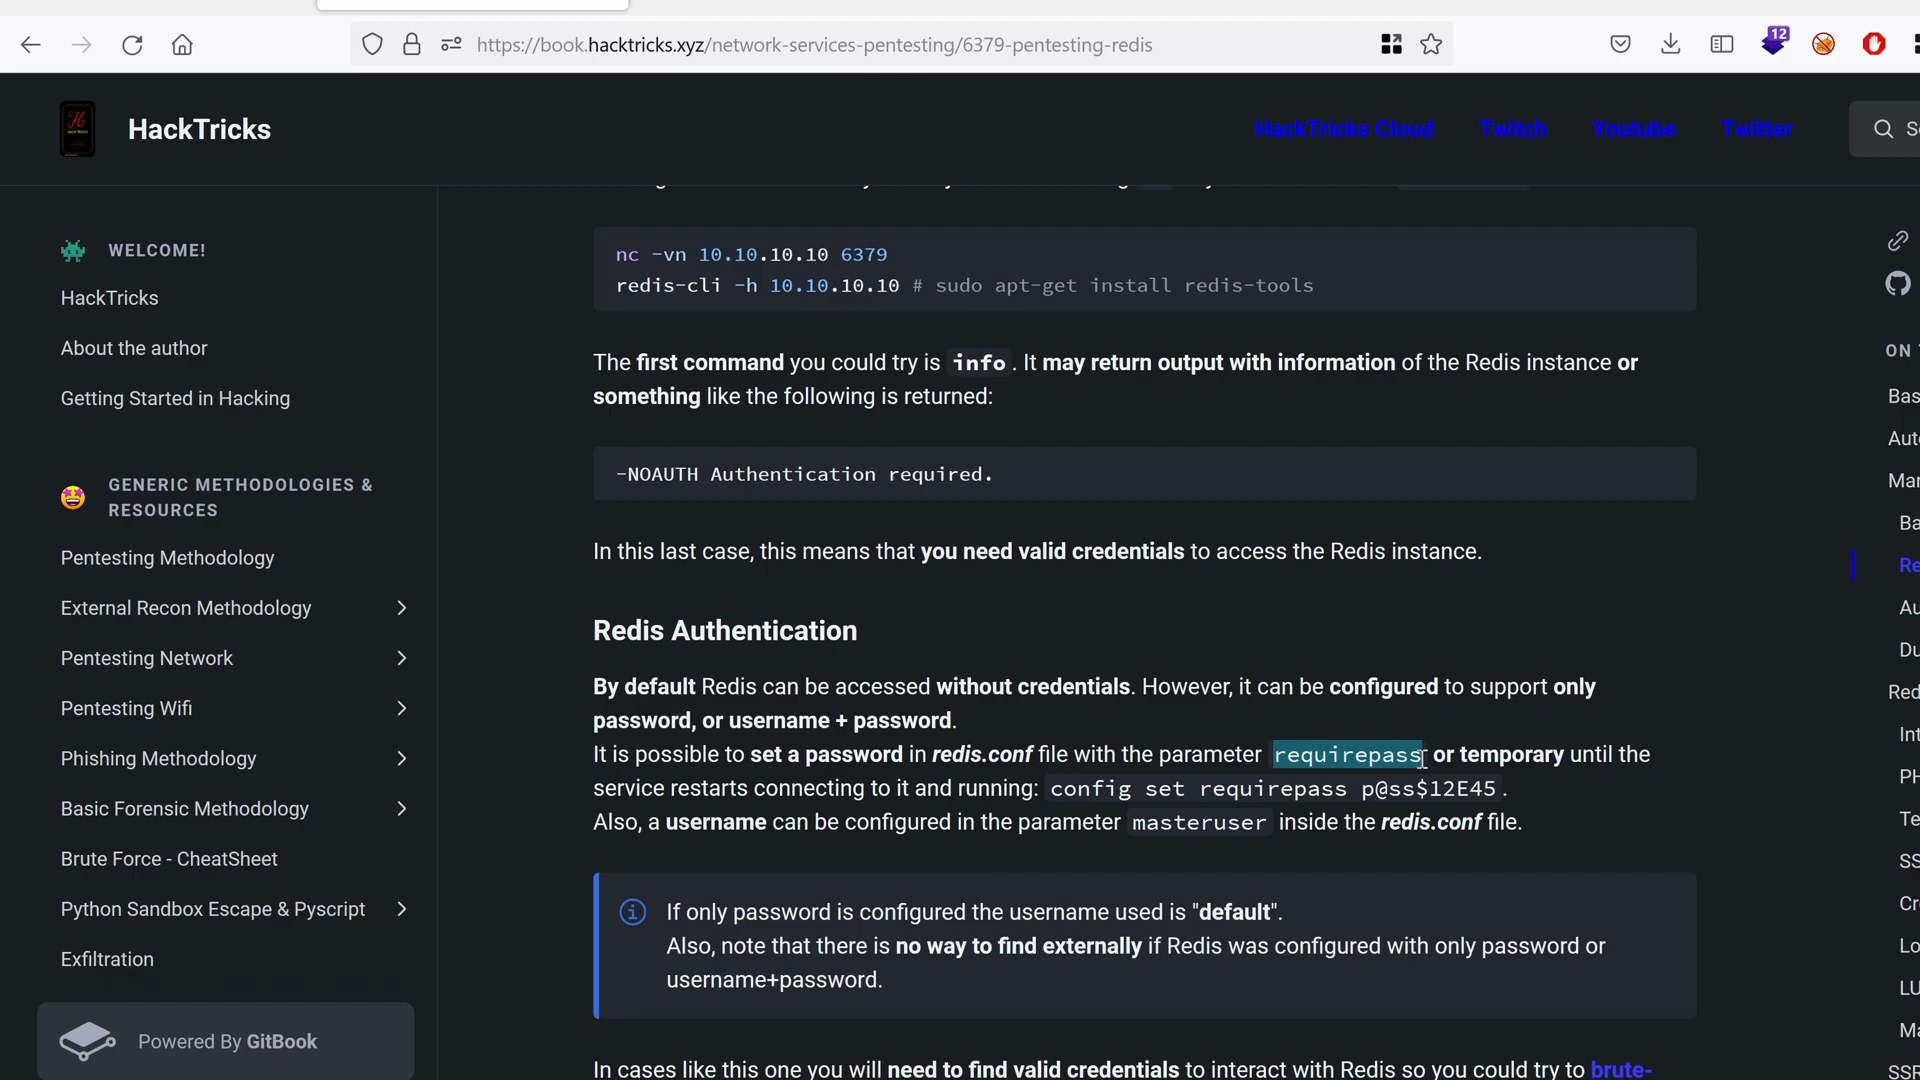 https://book.hacktricks.xyz/network-services-pentesting/6379-pentesting-redis
12
HackTricks
HackTricks Cloud
Twitch
Youtube
Twitter
WELCOME!
HackTricks
About the author
Getting Started in Hacking
GENERIC METHODOLOGIES &
RESOURCES
Pentesting Methodology
External Recon Methodology
Pentesting Network
Pentesting Wifi
Phishing Methodology
Basic Forensic Methodology
Brute Force - CheatSheet
Python Sandbox Escape & Pyscript
Exfiltration
Powered By GitBook
nc -vn 10.10.10.10 6379
redis-cli -h 10.10.10.10 # sudo apt-get install redis-tools
The first command you could try is info. It may return output with information of the Redis instance or
something like the following is returned:
-NOAUTH Authentication required.
In this last case, this means that you need valid credentials to access the Redis instance.
Redis Authentication
By default Redis can be accessed without credentials. However, it can be configured to support only
password, or username + password.
It is possible to set a password in redis.conf file with the parameter requirepass or temporary until the
service restarts connecting to it and running: config set requirepass p@ss$12E45.
Also, a username can be configured in the parameter masteruser inside the redis.conf file.
If only password is configured the username used is "default".
Also, note that there is no way to find externally if Redis was configured with only password or
username+password.
In cases like this one you will need to find valid credentials to interact with Redis so you could try to brute-
ON